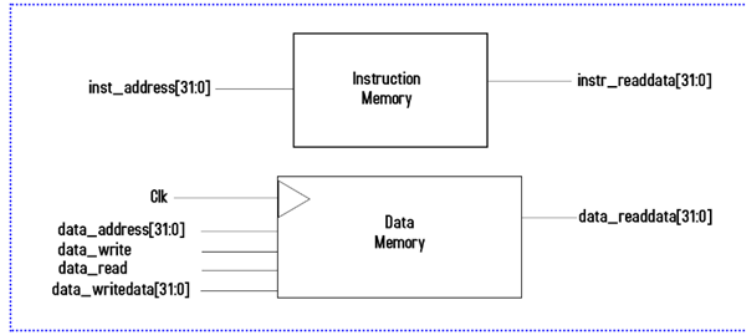 inst_address[31:0]
Instruction
Memory
instr_readdata[31:0]
Clk
data_address[31:0]
data_write
data_read
data_writedata[31:0]
Data
Memory
data_readdata[31:0]